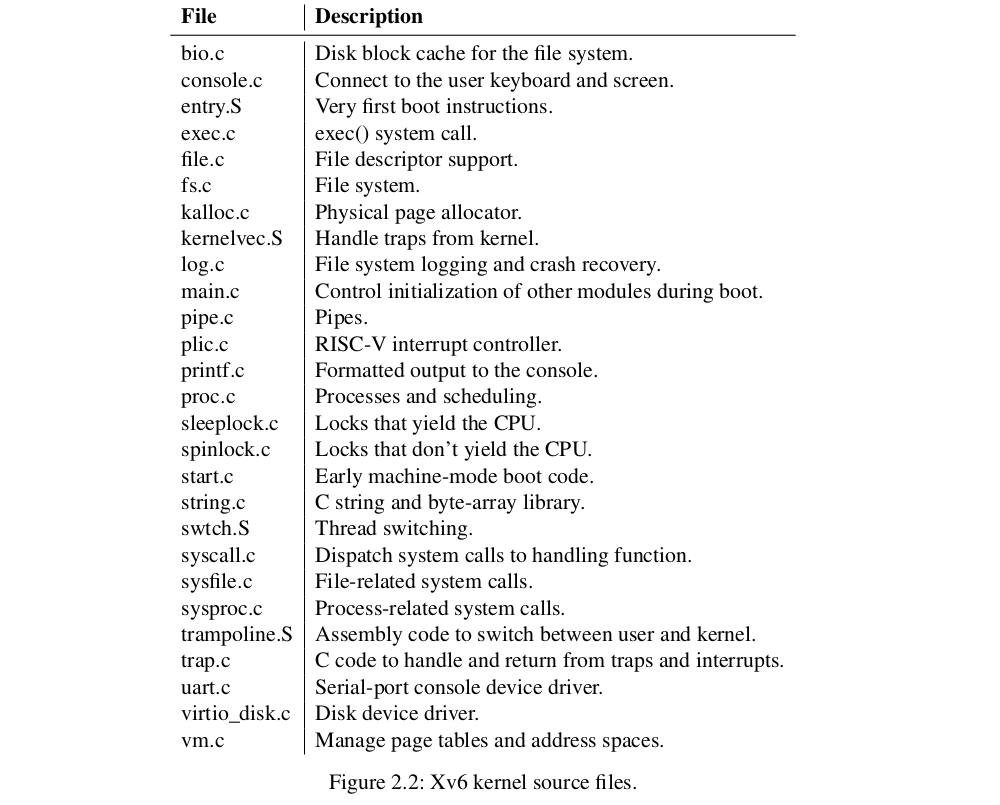 File Description
bio.c Disk block cache for the file system.
console.c Connect to the user keyboard and screen.
entry.S Very first boot instructions.
exec.c exec() system call.
file.c File descriptor support.
fs.c File system.
kalloc.c Physical page allocator.
kernelvec.S Handle traps from kernel.
log.c File system logging and crash recovery.
main.c Control initialization of other modules during boot.
pipe.c Pipes.
plic.c RISC-V interrupt controller.
printf.c Formatted output to the console.
proc.c Processes and scheduling.
sleeplock.c Locks that yield the CPU.
spinlock.c Locks that don’t yield the CPU.
start.c Early machine-mode boot code.
string.c C string and byte-array library.
swtch.S Thread switching.
syscall.c Dispatch system calls to handling function.
sysfile.c File-related system calls.
sysproc.c Process-related system calls.
trampoline.S Assembly code to switch between user and kernel.
trap.c C code to handle and return from traps and interrupts.
uart.c Serial-port console device driver.
virtio_disk.c Disk device driver.
vm.c Manage page tables and address spaces.
Figure 2.2: Xv6 kernel source files.